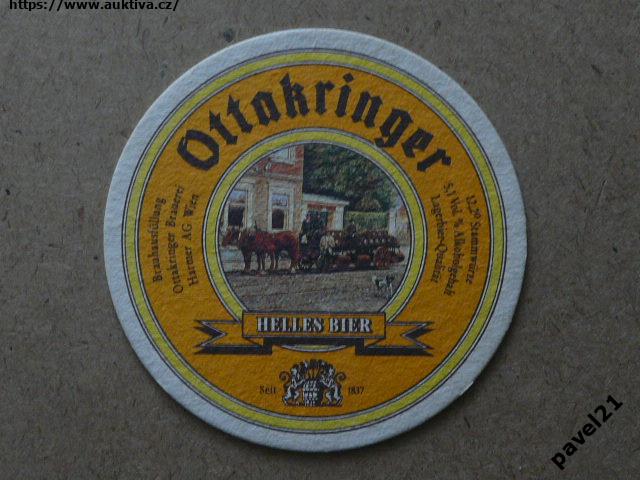 https://www.auktiva.cz/
Ottakringer
Brauhausfüllung
Ottakringer Brauerei
Harmer AG Wien
12,2° Stammwürze
5,1 Vol. % Alkoholgehalt
Lagerbier-Qualität
HELLES BIER
Seit 1837
pavel21